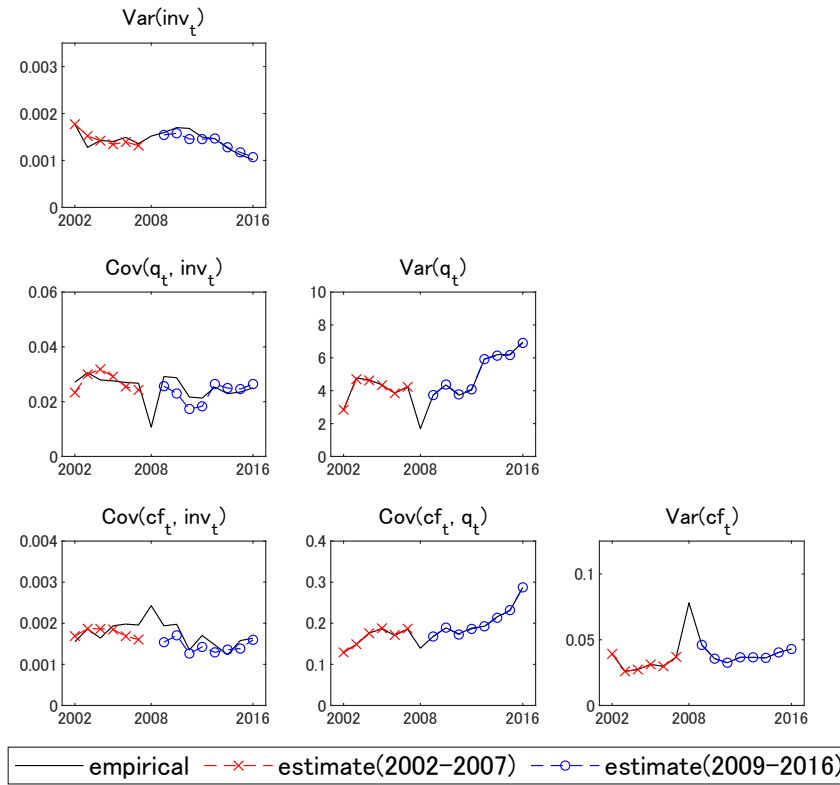 Var(inv_t)
0.003
0.002
0.001
0
2002 2008 2016
Cov(q_t, inv_t) Var(q_t)
0.06 10
8
0.04 6
0.02 4
2
0 0
2002 2008 2016 2002 2008 2016
Cov(cf_t, inv_t) Cov(cf_t, q_t) Var(cf_t)
0.004 0.4
0.003 0.3 0.1
0.002 0.2
0.05
0.001 0.1
0 0 0
2002 2008 2016 2002 2008 2016 2002 2008 2016
empirical estimate(2002-2007) estimate(2009-2016)